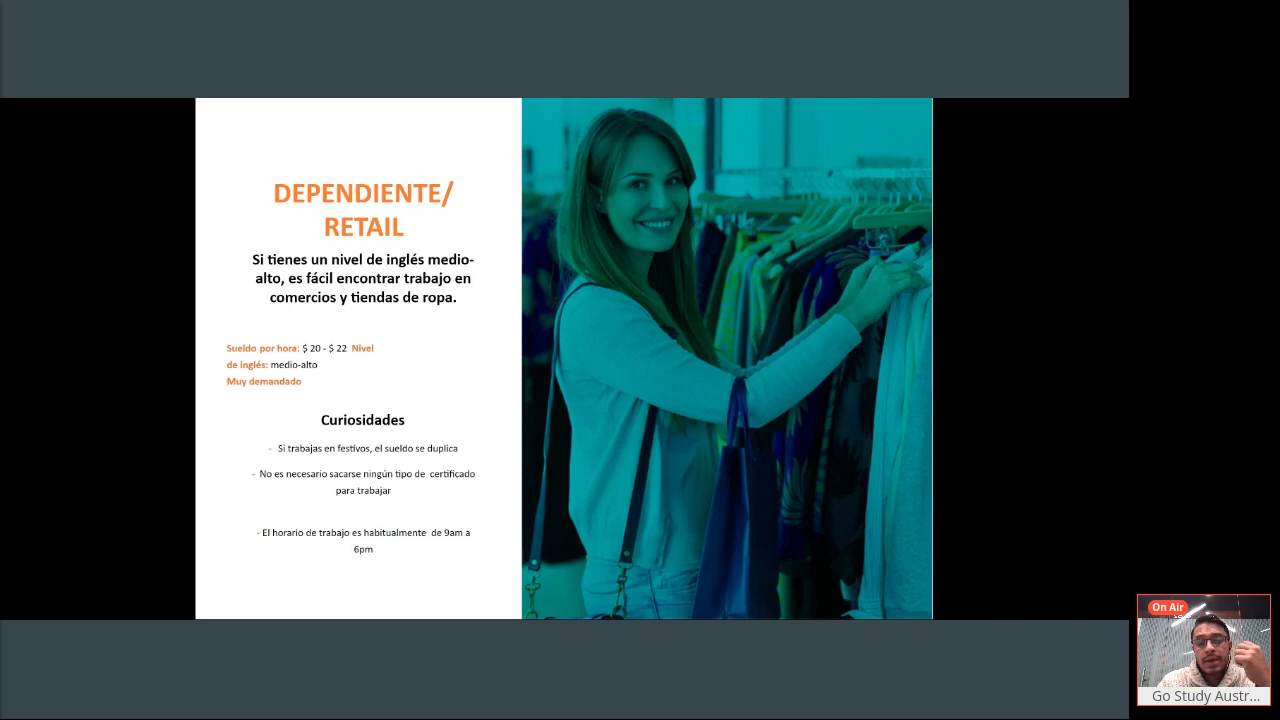 DEPENDIENTE/
RETAIL
Si tienes un nivel de inglés medio-
alto, es fácil encontrar trabajo en
comercios y tiendas de ropa.
Sueldo por hora: $ 20 - $ 22 Nivel
de inglés: medio-alto
Muy demandado
Curiosidades
- Si trabajas en festivos, el sueldo se duplica
- No es necesario sacarse ningún tipo de certificado
para trabajar
- El horario de trabajo es habitualmente de 9am a
6pm
On Air
Go Study Austr...